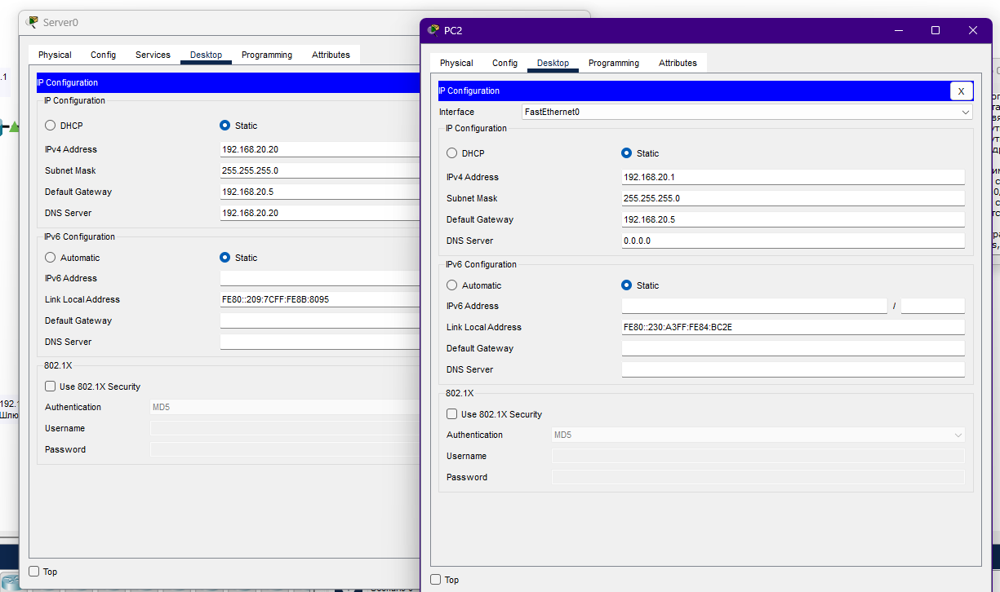 Server0
Physical Config Services Desktop Programming Attributes
IP Configuration
IP Configuration
DHCP Static
IPv4 Address 192.168.20.20
Subnet Mask 255.255.255.0
Default Gateway 192.168.20.5
DNS Server 192.168.20.20
IPv6 Configuration
Automatic Static
IPv6 Address
Link Local Address FE80::209:7CFF:FE8B:8095
Default Gateway
DNS Server
802.1X
Use 802.1X Security
Authentication MD5
Username
Password
Top
PC2
Physical Config Desktop Programming Attributes
IP Configuration X
Interface FastEthernet0
IP Configuration
DHCP Static
IPv4 Address 192.168.20.1
Subnet Mask 255.255.255.0
Default Gateway 192.168.20.5
DNS Server 0.0.0.0
IPv6 Configuration
Automatic Static
IPv6 Address /
Link Local Address FE80::230:A3FF:FE84:BC2E
Default Gateway
DNS Server
802.1X
Use 802.1X Security
Authentication MD5
Username
Password
Top
.1
192.1
Шлю